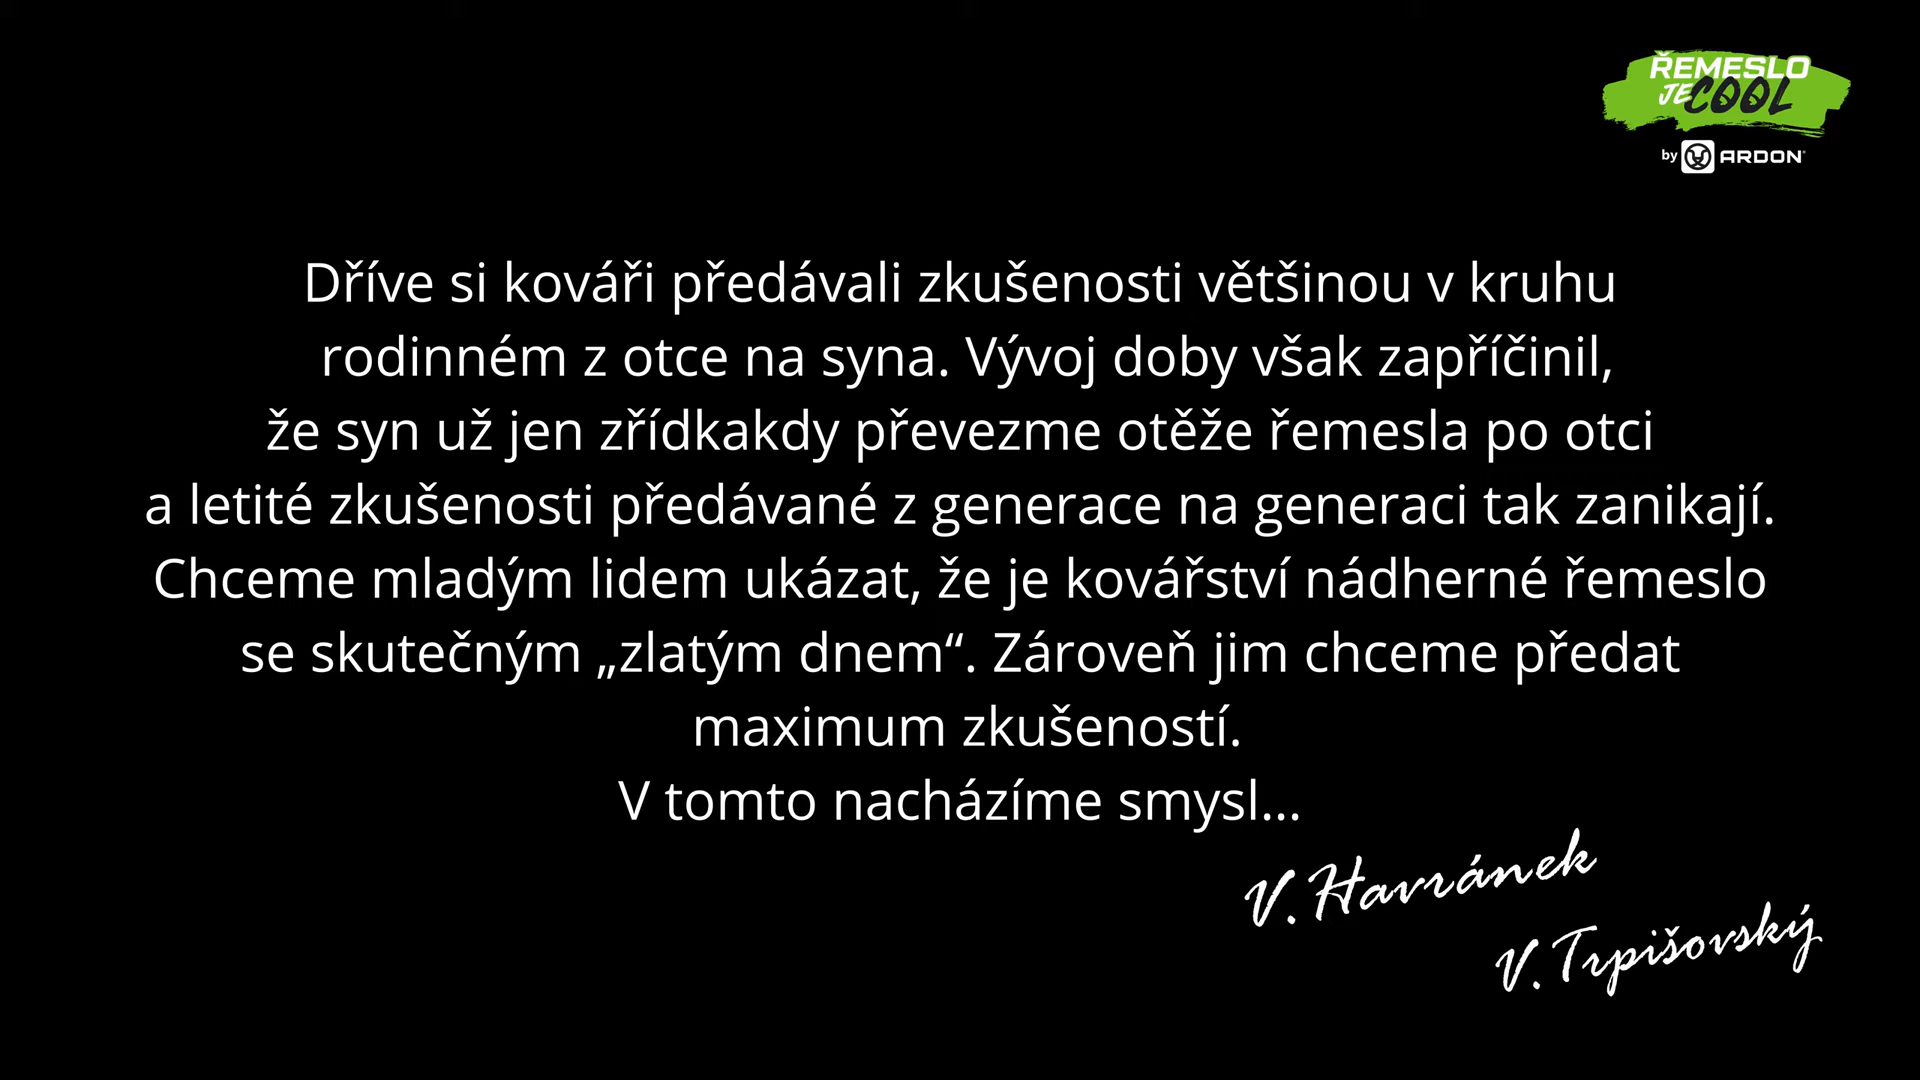 ŘEMESLO
JE COOL
by ARDON®
Dříve si kováři předávali zkušenosti většinou v kruhu
rodinném z otce na syna. Vývoj doby však zapříčinil,
že syn už jen zřídkakdy převezme otěže řemesla po otci
a letité zkušenosti předávané z generace na generaci tak zanikají.
Chceme mladým lidem ukázat, že je kovářství nádherné řemeslo
se skutečným „zlatým dnem“. Zároveň jim chceme předat
maximum zkušeností.
V tomto nacházíme smysl...
V. Havránek
V. Trpišovský